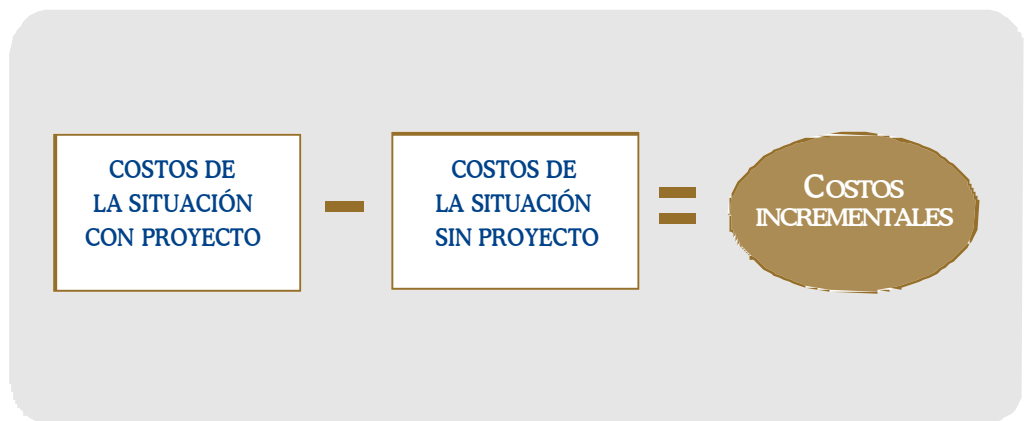 COSTOS DE
LA SITUACIÓN
CON PROYECTO
COSTOS DE
LA SITUACIÓN
SIN PROYECTO
COSTOS
INCREMENTALES